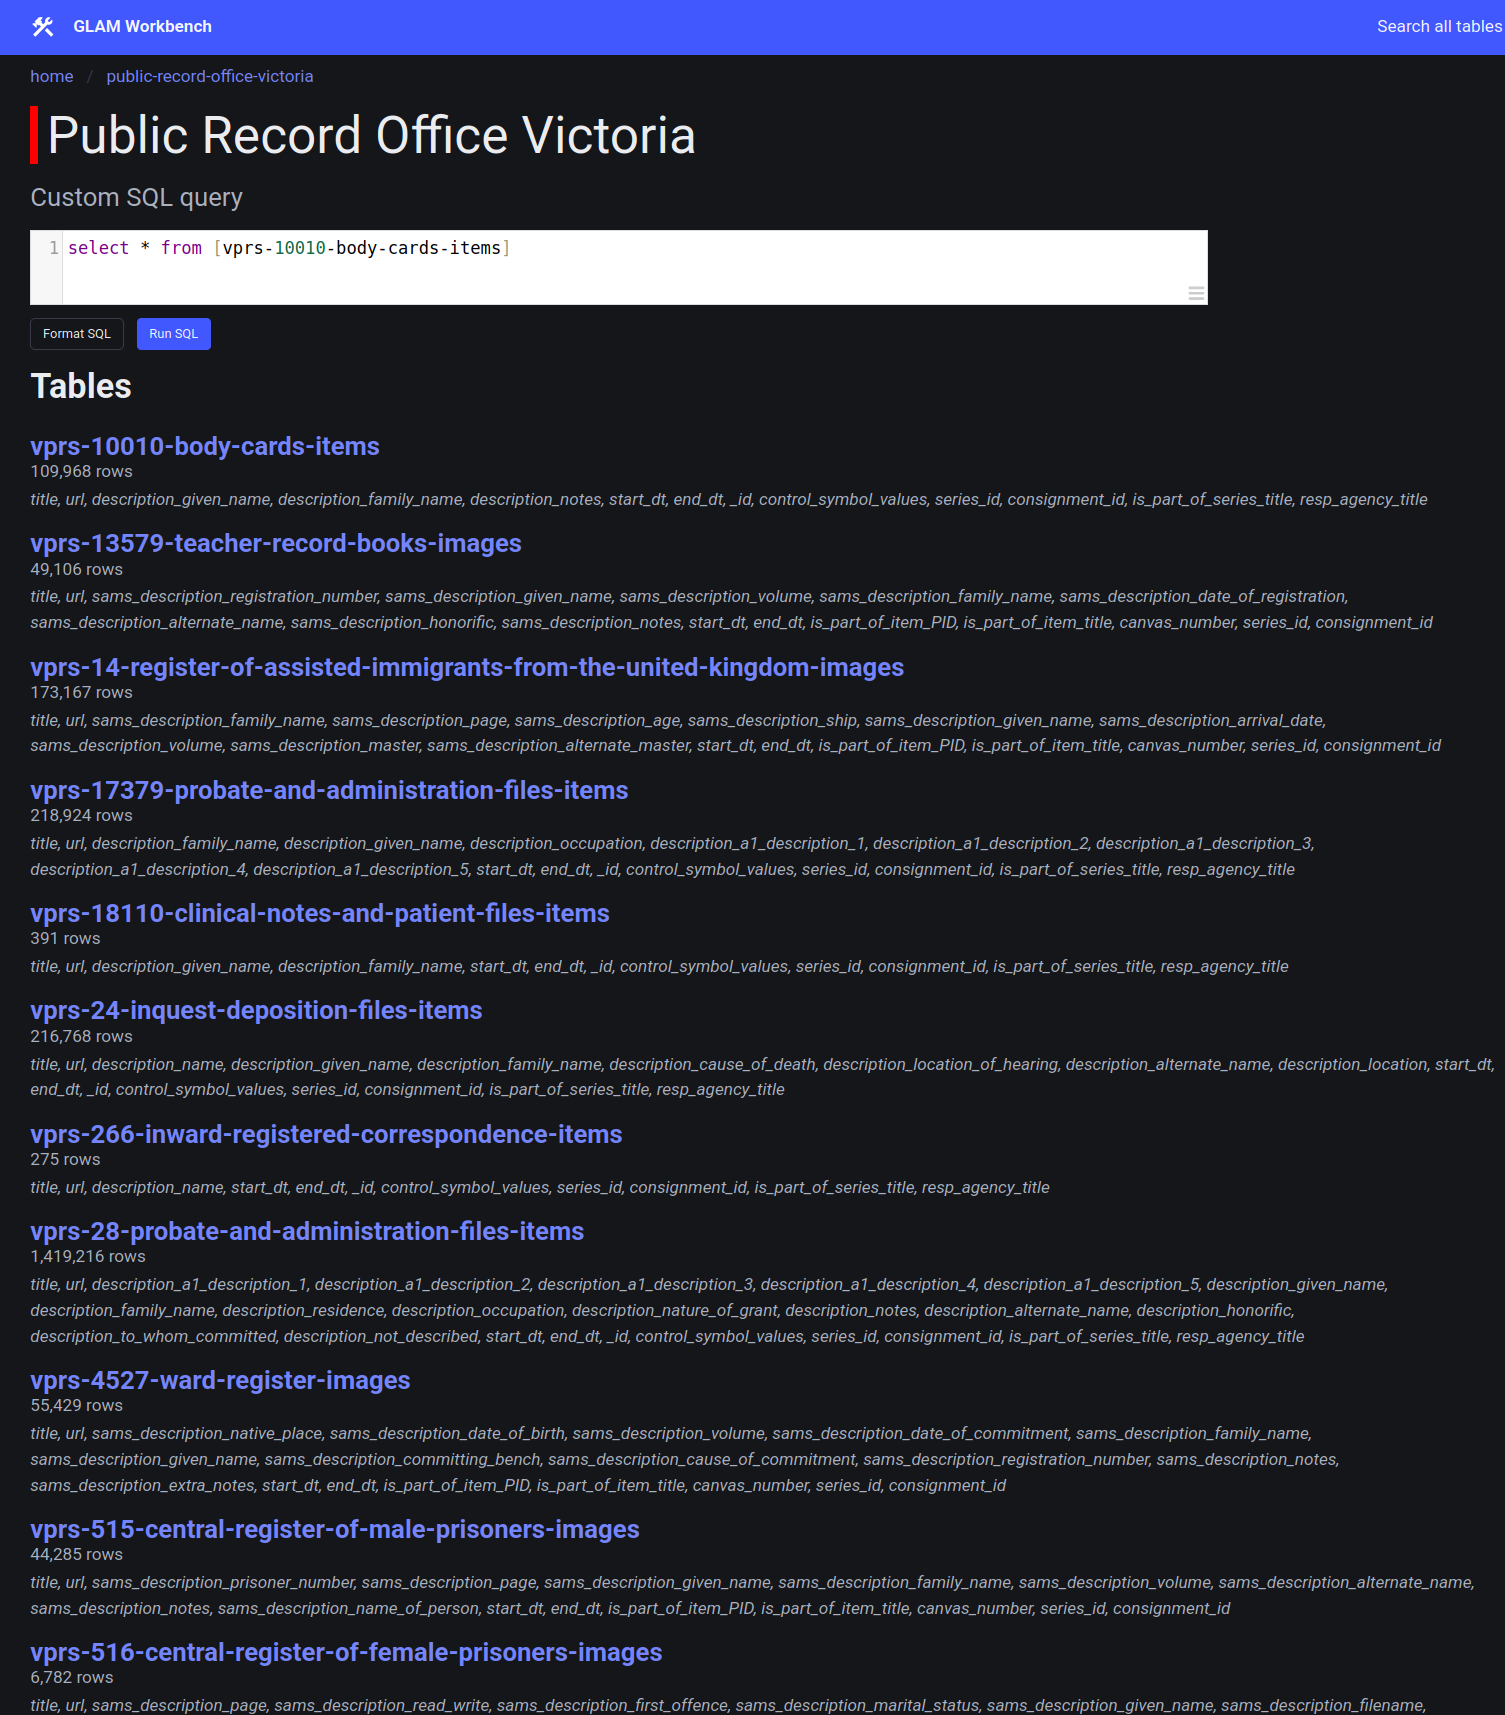 GLAM Workbench
Search all tables
home / public-record-office-victoria
Public Record Office Victoria
Custom SQL query
1 select * from [vprs-10010-body-cards-items]
Format SQL
Run SQL
Tables
vprs-10010-body-cards-items
109,968 rows
title, url, description_given_name, description_family_name, description_notes, start_dt, end_dt, _id, control_symbol_values, series_id, consignment_id, is_part_of_series_title, resp_agency_title
vprs-13579-teacher-record-books-images
49,106 rows
title, url, sams_description_registration_number, sams_description_given_name, sams_description_volume, sams_description_family_name, sams_description_date_of_registration,
sams_description_alternate_name, sams_description_honorific, sams_description_notes, start_dt, end_dt, is_part_of_item_PID, is_part_of_item_title, canvas_number, series_id, consignment_id
vprs-14-register-of-assisted-immigrants-from-the-united-kingdom-images
173,167 rows
title, url, sams_description_family_name, sams_description_page, sams_description_age, sams_description_ship, sams_description_given_name, sams_description_arrival_date,
sams_description_volume, sams_description_master, sams_description_alternate_master, start_dt, end_dt, is_part_of_item_PID, is_part_of_item_title, canvas_number, series_id, consignment_id
vprs-17379-probate-and-administration-files-items
218,924 rows
title, url, description_family_name, description_given_name, description_occupation, description_a1_description_1, description_a1_description_2, description_a1_description_3,
description_a1_description_4, description_a1_description_5, start_dt, end_dt, _id, control_symbol_values, series_id, consignment_id, is_part_of_series_title, resp_agency_title
vprs-18110-clinical-notes-and-patient-files-items
391 rows
title, url, description_given_name, description_family_name, start_dt, end_dt, _id, control_symbol_values, series_id, consignment_id, is_part_of_series_title, resp_agency_title
vprs-24-inquest-deposition-files-items
216,768 rows
title, url, description_name, description_given_name, description_family_name, description_cause_of_death, description_location_of_hearing, description_alternate_name, description_location, start_dt,
end_dt, _id, control_symbol_values, series_id, consignment_id, is_part_of_series_title, resp_agency_title
vprs-266-inward-registered-correspondence-items
275 rows
title, url, description_name, start_dt, end_dt, _id, control_symbol_values, series_id, consignment_id, is_part_of_series_title, resp_agency_title
vprs-28-probate-and-administration-files-items
1,419,216 rows
title, url, description_a1_description_1, description_a1_description_2, description_a1_description_3, description_a1_description_4, description_a1_description_5, description_given_name,
description_family_name, description_residence, description_occupation, description_nature_of_grant, description_notes, description_alternate_name, description_honorific,
description_to_whom_committed, description_not_described, start_dt, end_dt, _id, control_symbol_values, series_id, consignment_id, is_part_of_series_title, resp_agency_title
vprs-4527-ward-register-images
55,429 rows
title, url, sams_description_native_place, sams_description_date_of_birth, sams_description_volume, sams_description_date_of_commitment, sams_description_family_name,
sams_description_given_name, sams_description_committing_bench, sams_description_cause_of_commitment, sams_description_registration_number, sams_description_notes,
sams_description_extra_notes, start_dt, end_dt, is_part_of_item_PID, is_part_of_item_title, canvas_number, series_id, consignment_id
vprs-515-central-register-of-male-prisoners-images
44,285 rows
title, url, sams_description_prisoner_number, sams_description_page, sams_description_given_name, sams_description_family_name, sams_description_volume, sams_description_alternate_name,
sams_description_notes, sams_description_name_of_person, start_dt, end_dt, is_part_of_item_PID, is_part_of_item_title, canvas_number, series_id, consignment_id
vprs-516-central-register-of-female-prisoners-images
6,782 rows
title, url, sams_description_page, sams_description_read_write, sams_description_first_offence, sams_description_marital_status, sams_description_given_name, sams_description_filename,